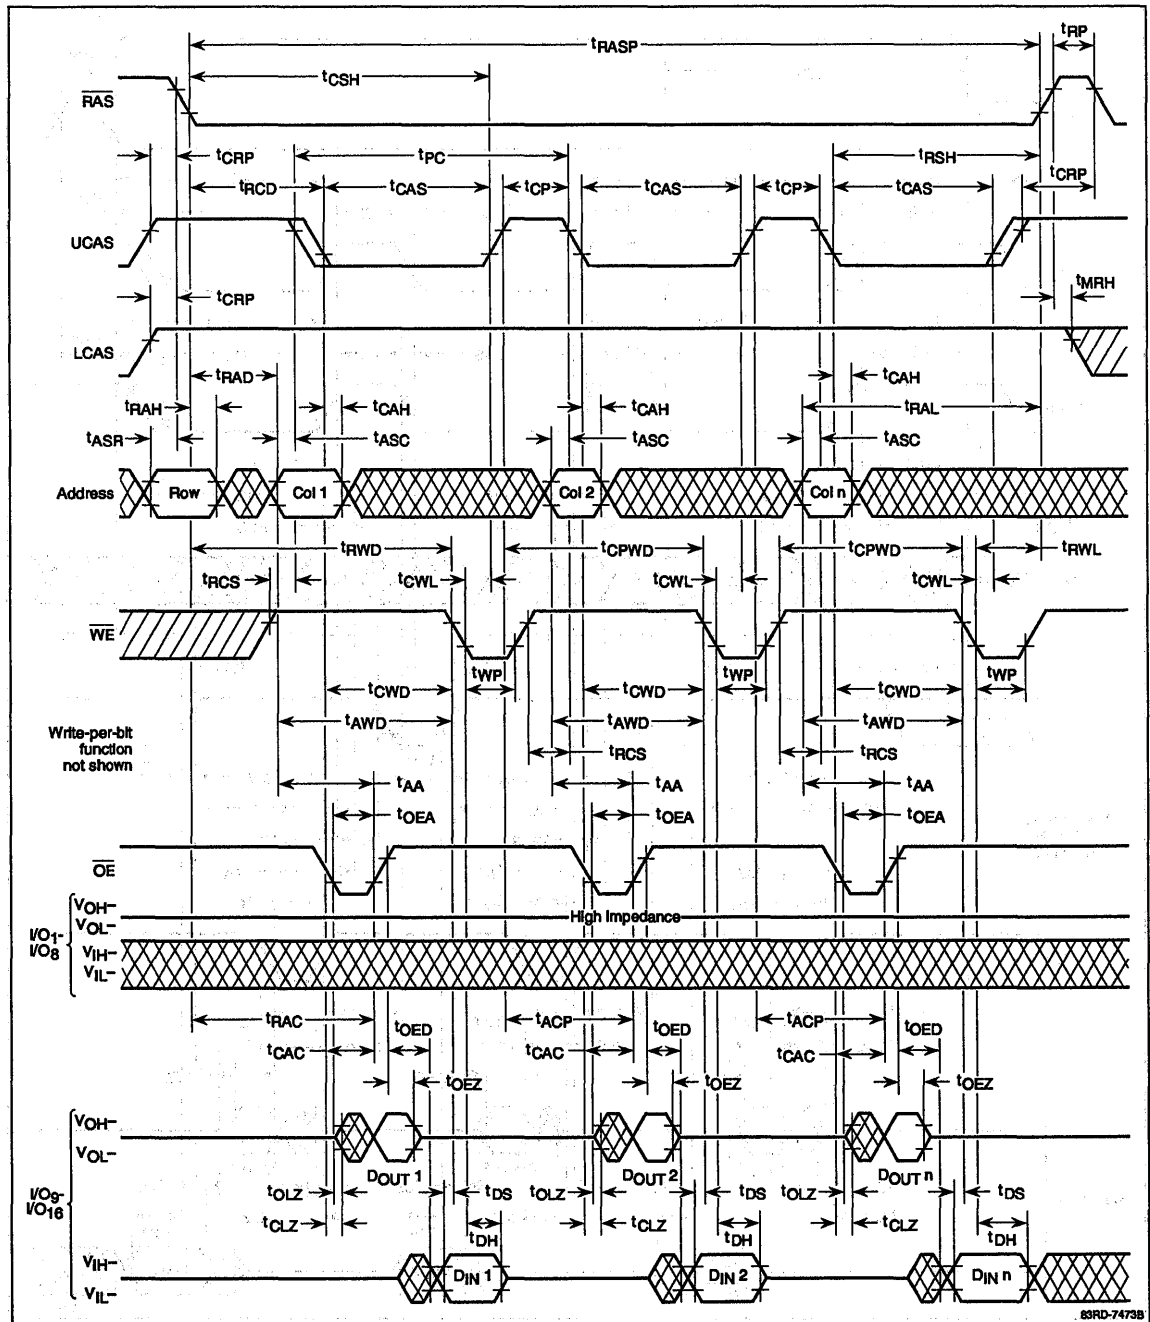 tRASP
tRP
tCSH
RAS
tCRP
tPC
tRSH
tRCD
tCAS
tCP
tCAS
tCP
tCAS
tCRP
UCAS
tCRP
tMRH
LCAS
tRAD
tCAH
tRAH
tCAH
tCAH
tRAL
tASR
tASC
tASC
tASC
Address
Row
Col 1
Col 2
Col n
tRWD
tCPWD
tCPWD
tRWL
tRCS
tCWL
tCWL
tCWL
WE
tWP
tWP
tWP
tCWD
tCWD
tCWD
tAWD
tAWD
tAWD
Write-per-bit
function
not shown
tRCS
tRCS
tAA
tAA
tAA
tOEA
tOEA
tOEA
OE
VOH–
High Impedance
VOL–
I/O1-
I/O8
VIH–
VIL–
tRAC
tACP
tACP
tOED
tOED
tOED
tCAC
tCAC
tCAC
tOEZ
tOEZ
tOEZ
VOH–
VOL–
DOUT 1
DOUT 2
DOUT n
I/O9-
I/O16
tOLZ
tDS
tOLZ
tDS
tOLZ
tDS
tCLZ
tCLZ
tCLZ
tDH
tDH
tDH
VIH–
DIN 1
DIN 2
DIN n
VIL–
83RD-7473B